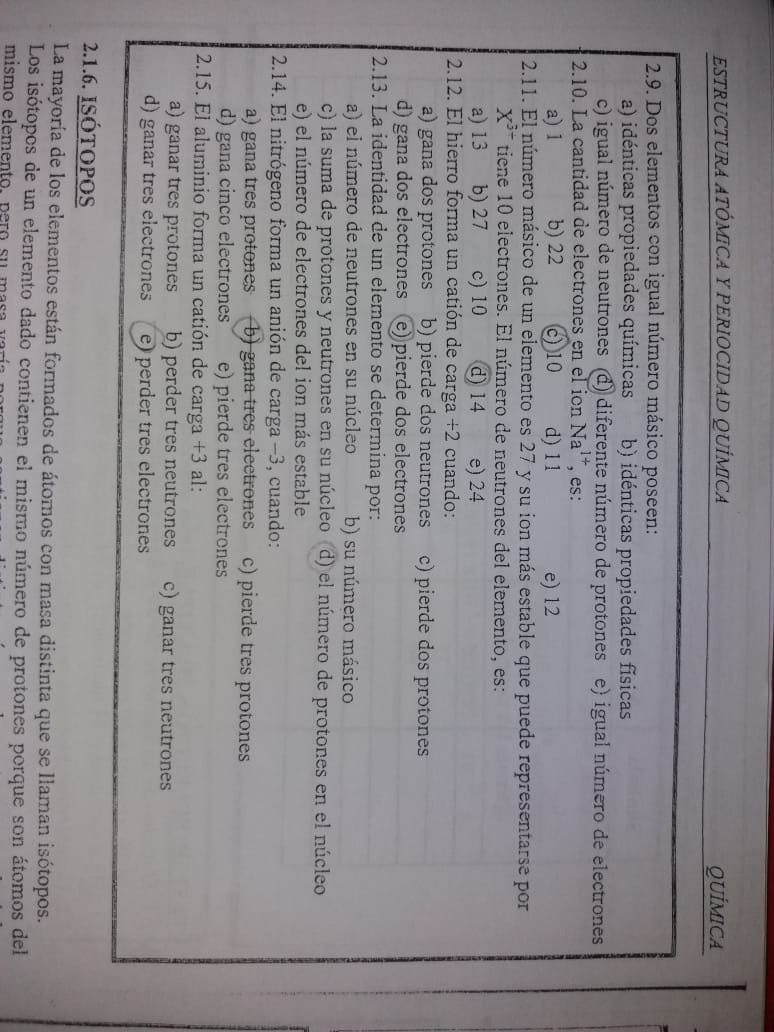 ESTRUCTURA ATÓMICA Y PERIOCIDAD QUÍMICA QUÍMICA
2.9. Dos elementos con igual número másico poseen:
a) idénticas propiedades químicas b) idénticas propiedades físicas
c) igual número de neutrones d) diferente número de protones e) igual número de electrones
2.10. La cantidad de electrones en el ion Na¹⁺, es:
a) 1 b) 22 c) 10 d) 11 e) 12
2.11. El número másico de un elemento es 27 y su ion más estable que puede representarse por
X³⁺ tiene 10 electrones. El número de neutrones del elemento, es:
a) 13 b) 27 c) 10 d) 14 e) 24
2.12. El hierro forma un catión de carga +2 cuando:
a) gana dos protones b) pierde dos neutrones c) pierde dos protones
d) gana dos electrones e) pierde dos electrones
2.13. La identidad de un elemento se determina por:
a) el número de neutrones en su núcleo b) su número másico
c) la suma de protones y neutrones en su núcleo d) el número de protones en el núcleo
e) el número de electrones del ion más estable
2.14. El nitrógeno forma un anión de carga −3, cuando:
a) gana tres protones b) gana tres electrones c) pierde tres protones
d) gana cinco electrones e) pierde tres electrones
2.15. El aluminio forma un catión de carga +3 al:
a) ganar tres protones b) perder tres neutrones c) ganar tres neutrones
d) ganar tres electrones e) perder tres electrones
2.1.6. ISÓTOPOS
La mayoría de los elementos están formados de átomos con masa distinta que se llaman isótopos.
Los isótopos de un elemento dado contienen el mismo número de protones porque son átomos del
mismo elemento, pero su masa varía porque